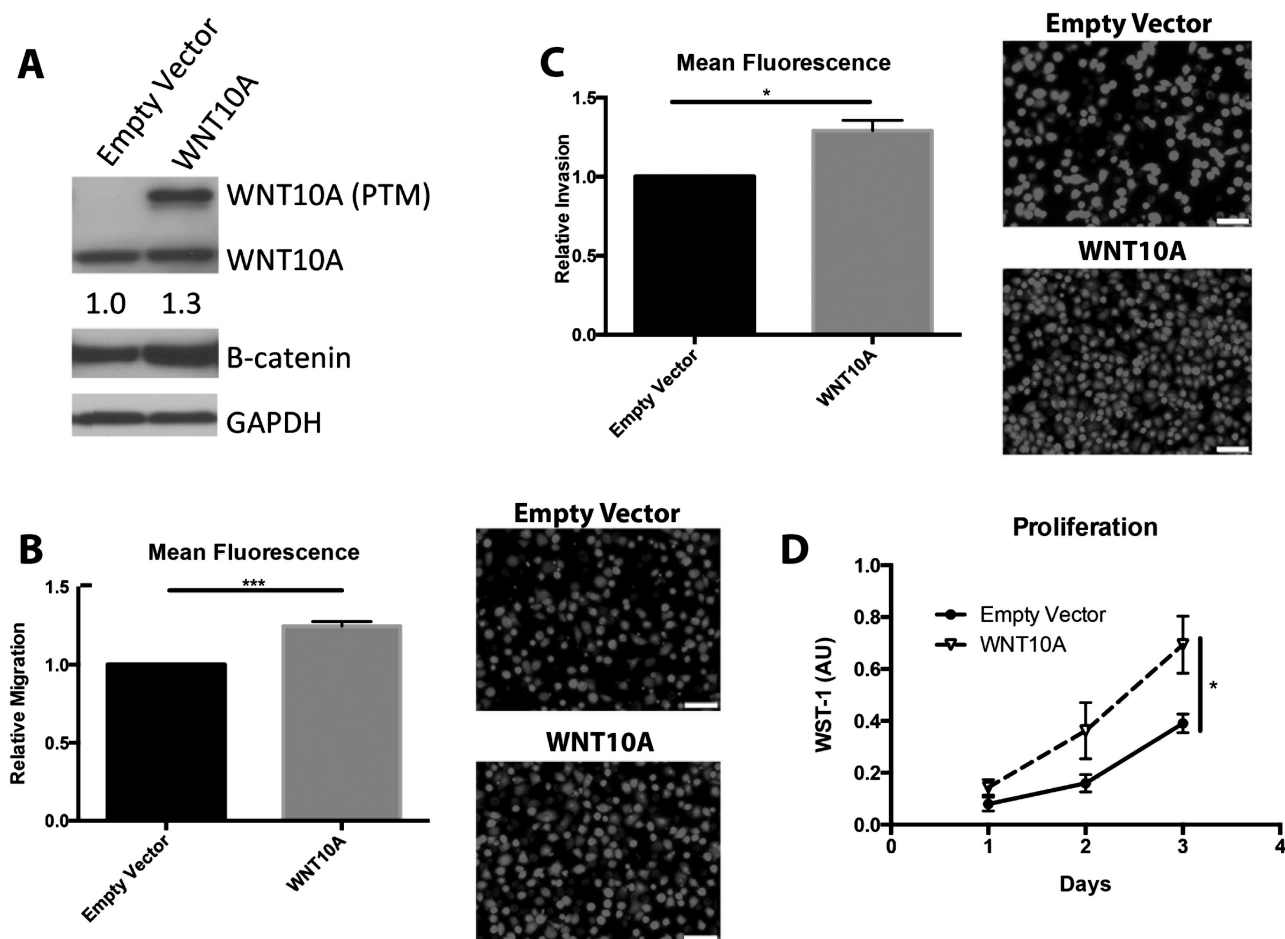 A
Empty Vector
WNT10A
WNT10A (PTM)
WNT10A
1.0
1.3
B-catenin
GAPDH
C
Mean Fluorescence
*
1.5
1.0
0.5
0.0
Relative Invasion
Empty Vector
WNT10A
Empty Vector
WNT10A
B
Mean Fluorescence
***
1.5
1.0
0.5
0.0
Relative Migration
Empty Vector
WNT10A
Empty Vector
WNT10A
D
Proliferation
1.0
0.8
0.6
0.4
0.2
0.0
WST-1 (AU)
Empty Vector
WNT10A
*
0 1 2 3 4
Days